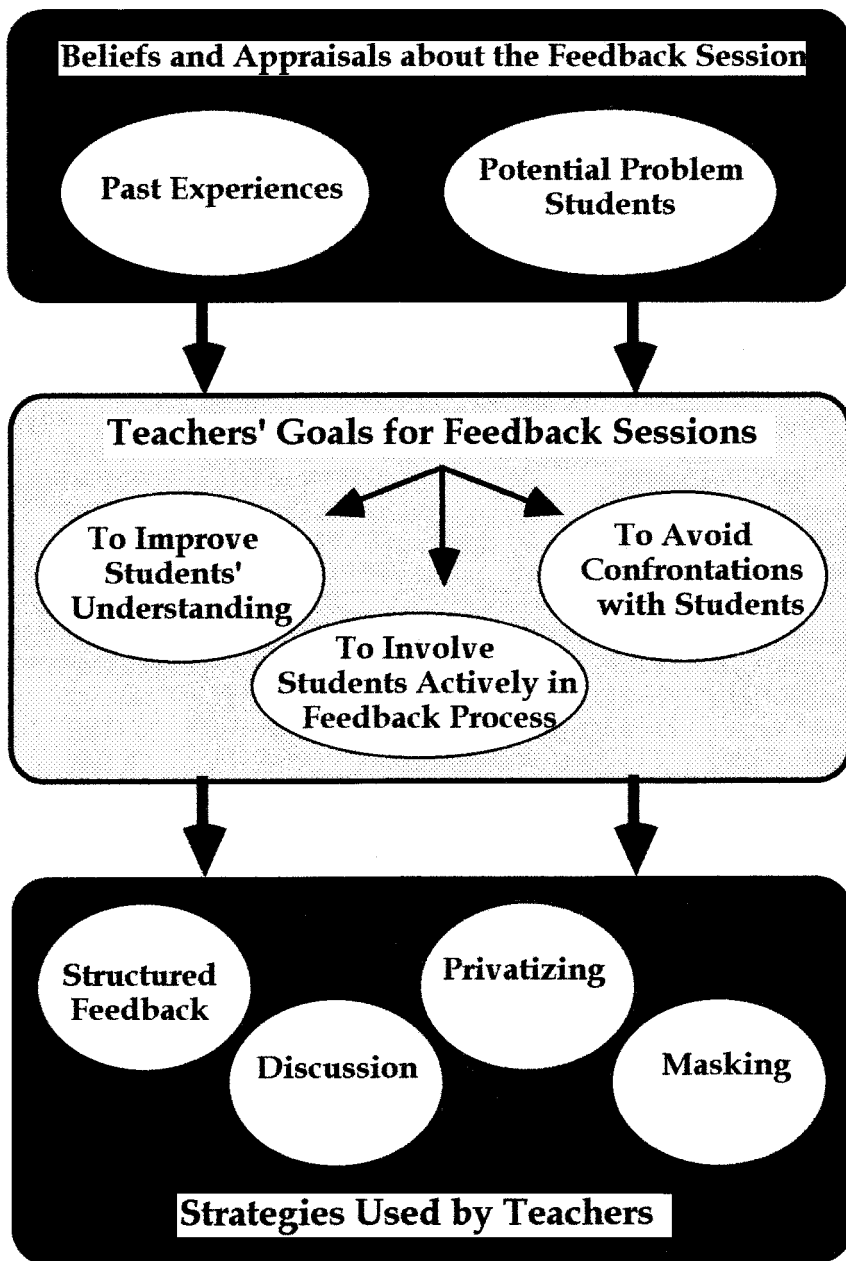 Beliefs and Appraisals about the Feedback Session
Past Experiences
Potential Problem
Students
Teachers' Goals for Feedback Sessions
To Improve
Students'
Understanding
To Avoid
Confrontations
with Students
To Involve
Students Actively in
Feedback Process
Structured
Feedback
Privatizing
Discussion
Masking
Strategies Used by Teachers